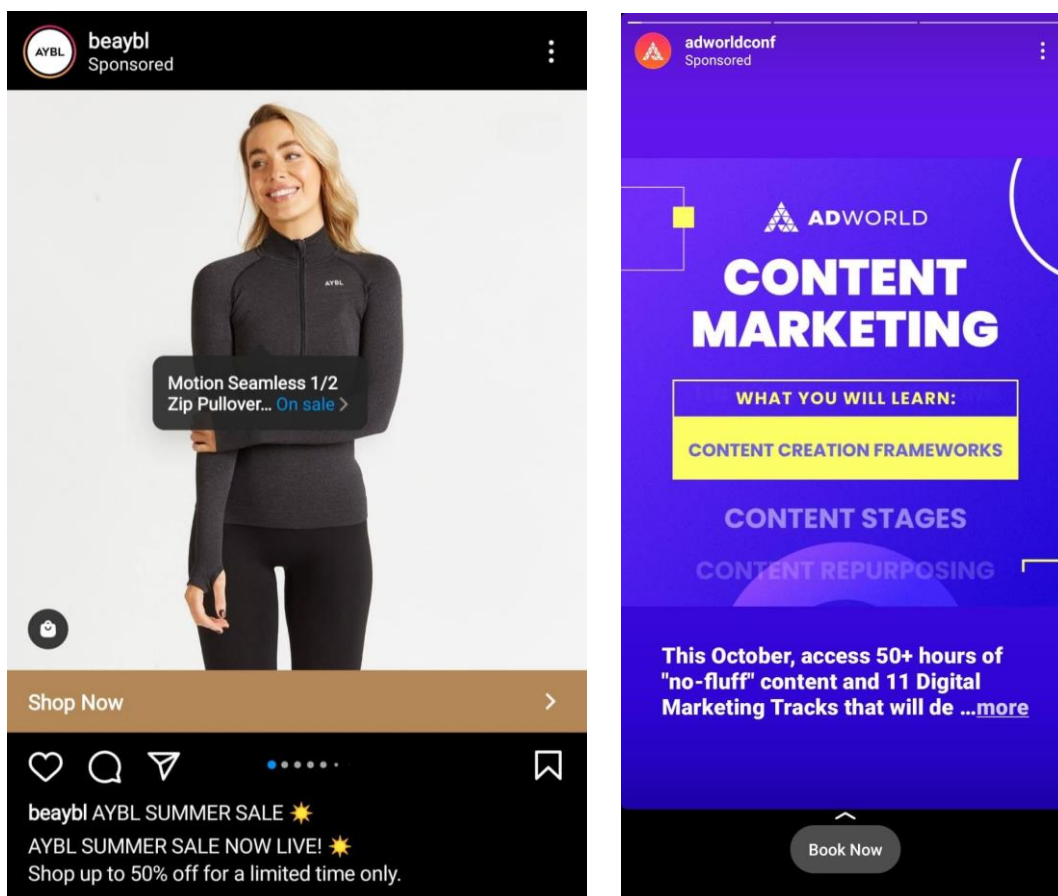 AYBL
beaybl
Sponsored
AYBL
Motion Seamless 1/2
Zip Pullover... On sale >
Shop Now
beaybl AYBL SUMMER SALE ☀️
AYBL SUMMER SALE NOW LIVE! ☀️
Shop up to 50% off for a limited time only.
adworldconf
Sponsored
ADWORLD
CONTENT
MARKETING
WHAT YOU WILL LEARN:
CONTENT CREATION FRAMEWORKS
CONTENT STAGES
CONTENT REPURPOSING
This October, access 50+ hours of
"no-fluff" content and 11 Digital
Marketing Tracks that will de ...more
Book Now